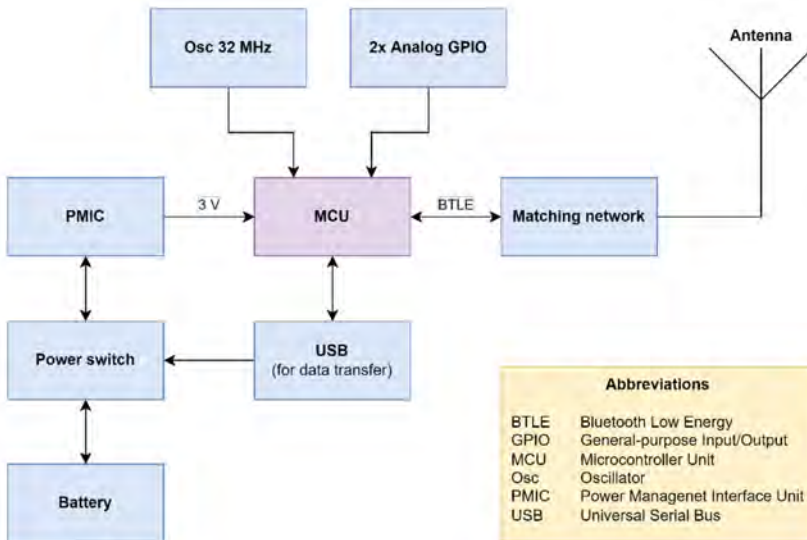 Osc 32 MHz
2x Analog GPIO
Antenna
PMIC
3 V
MCU
BTLE
Matching network
Power switch
USB
(for data transfer)
Battery
Abbreviations
BTLE Bluetooth Low Energy
GPIO General-purpose Input/Output
MCU Microcontroller Unit
Osc Oscillator
PMIC Power Managenet Interface Unit
USB Universal Serial Bus